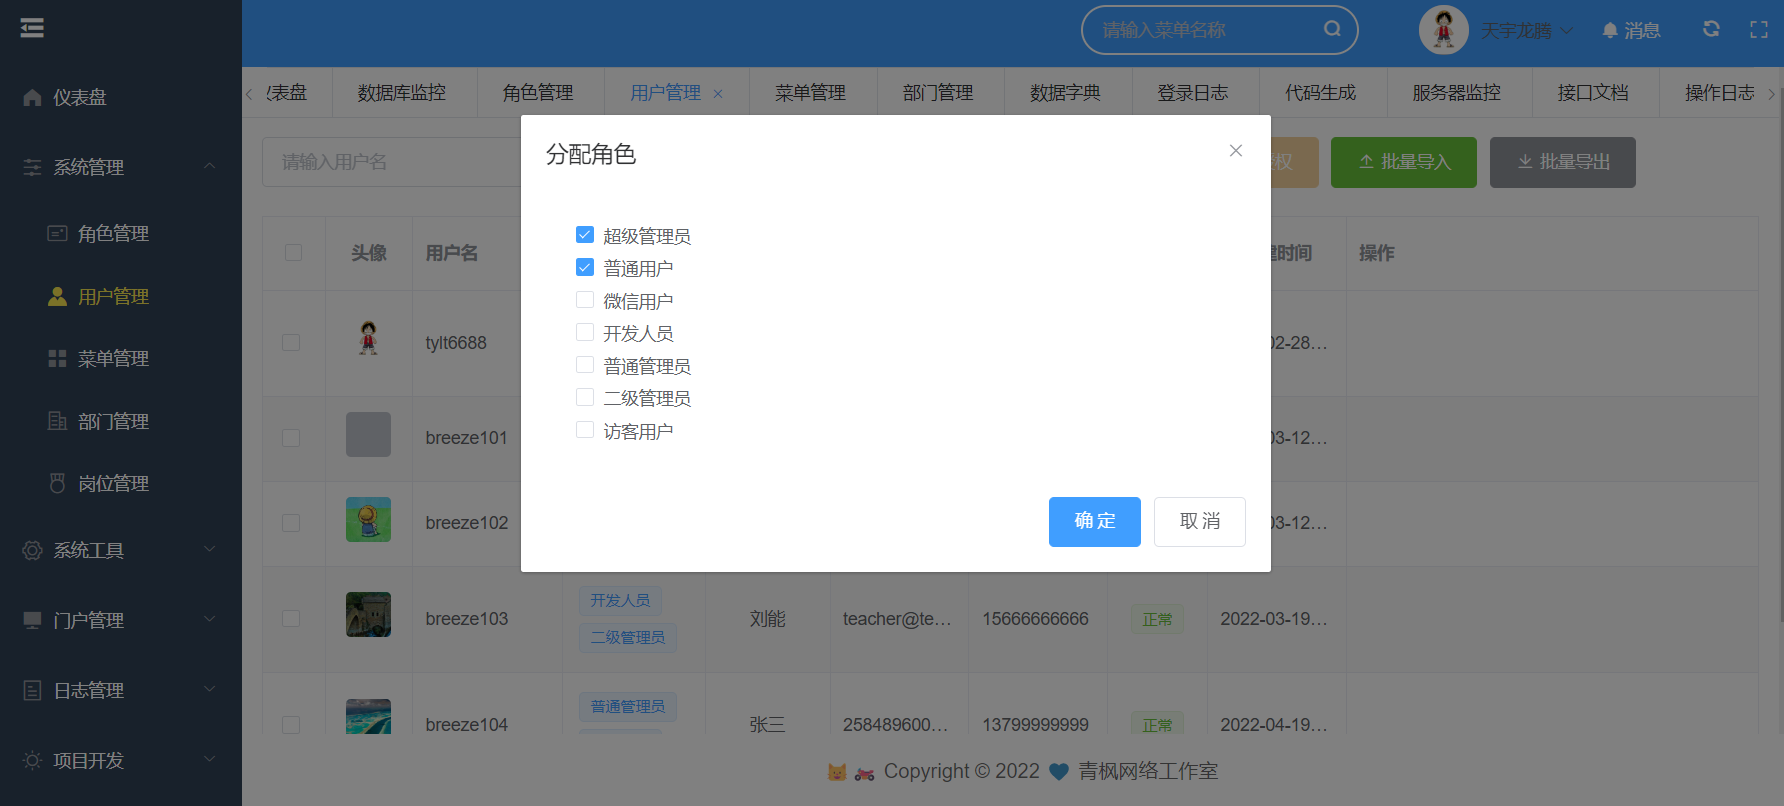 请输入菜单名称
天宇龙腾
消息
仪表盘
系统管理
角色管理
用户管理
菜单管理
部门管理
岗位管理
系统工具
门户管理
日志管理
项目开发
表盘
数据库监控
角色管理
用户管理
菜单管理
部门管理
数据字典
登录日志
代码生成
服务器监控
接口文档
操作日志
请输入用户名
权
批量导入
批量导出
分配角色
超级管理员
普通用户
微信用户
开发人员
普通管理员
二级管理员
访客用户
确定
取消
头像
用户名
时间
操作
tylt6688
02-28...
breeze101
03-12...
breeze102
03-12...
breeze103
开发人员
二级管理员
刘能
teacher@te...
15666666666
正常
2022-03-19...
breeze104
普通管理员
张三
258489600...
13799999999
正常
2022-04-19...
Copyright © 2022 青枫网络工作室